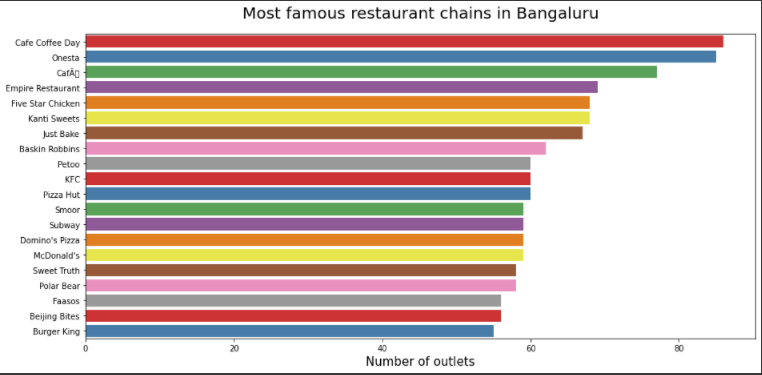 Most famous restaurant chains in Bangaluru
Cafe Coffee Day
Onesta
Empire Restaurant
Five Star Chicken
Kanti Sweets
Just Bake
Baskin Robbins
Petoo
KFC
Pizza Hut
Smoor
Subway
Domino's Pizza
McDonald's
Sweet Truth
Polar Bear
Faasos
Beijing Bites
Burger King
0 20 40 60 80
Number of outlets